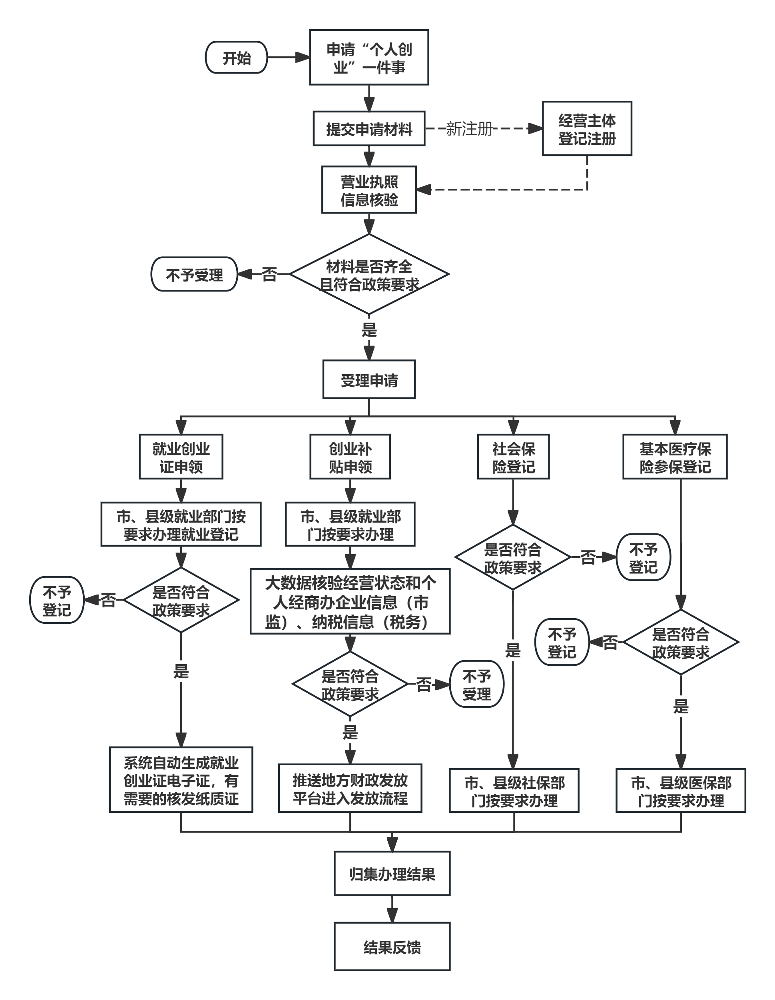 开始
申请“个人创
业”一件事
提交申请材料
新注册
经营主体
登记注册
营业执照
信息核验
材料是否齐全
且符合政策要求
否
不予受理
是
受理申请
就业创业
证申领
创业补
贴申领
社会保
险登记
基本医疗保
险参保登记
市、县级就业部门按
要求办理就业登记
市、县级就业部
门按要求办理
是否符合
政策要求
否
不予
登记
大数据核验经营状态和个
人经商办企业信息（市
监）、纳税信息（税务）
是否符合
政策要求
否
不予
登记
是否符合
政策要求
否
不予
登记
是
是
是否符合
政策要求
否
不予
受理
是
是
系统自动生成就业
创业证电子证，有
需要的核发纸质证
推送地方财政发放
平台进入发放流程
市、县级社保部
门按要求办理
市、县级医保部
门按要求办理
归集办理结果
结果反馈